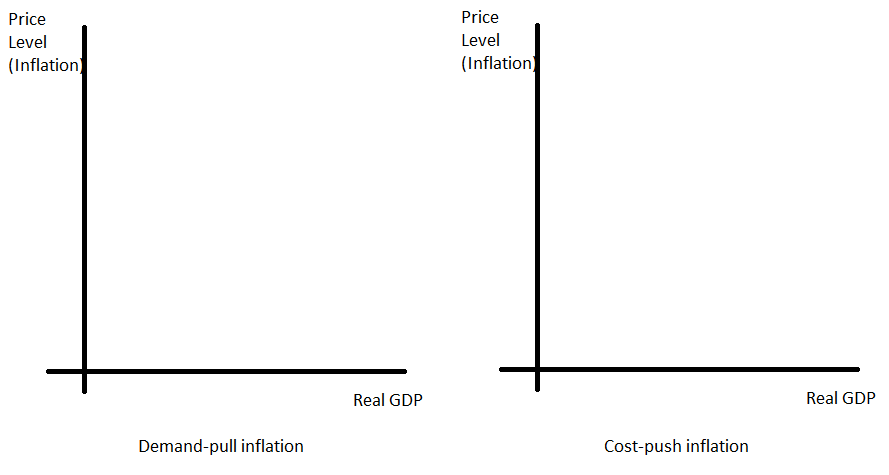 Price
Level
(Inflation)
Real GDP
Demand-pull inflation
Price
Level
(Inflation)
Real GDP
Cost-push inflation